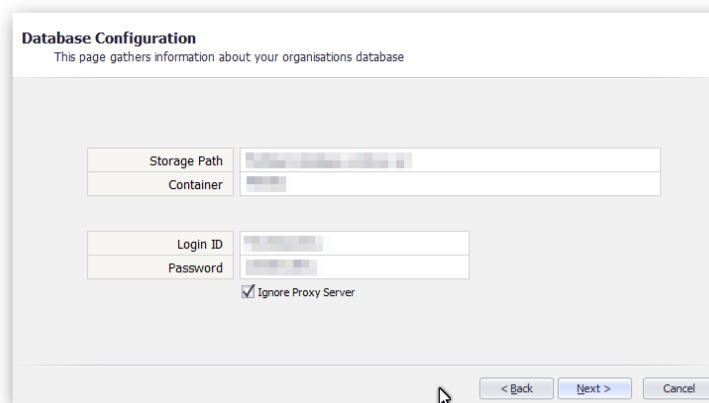 Database Configuration
This page gathers information about your organisations database
Storage Path
Container
Login ID
Password
Ignore Proxy Server
< Back Next > Cancel